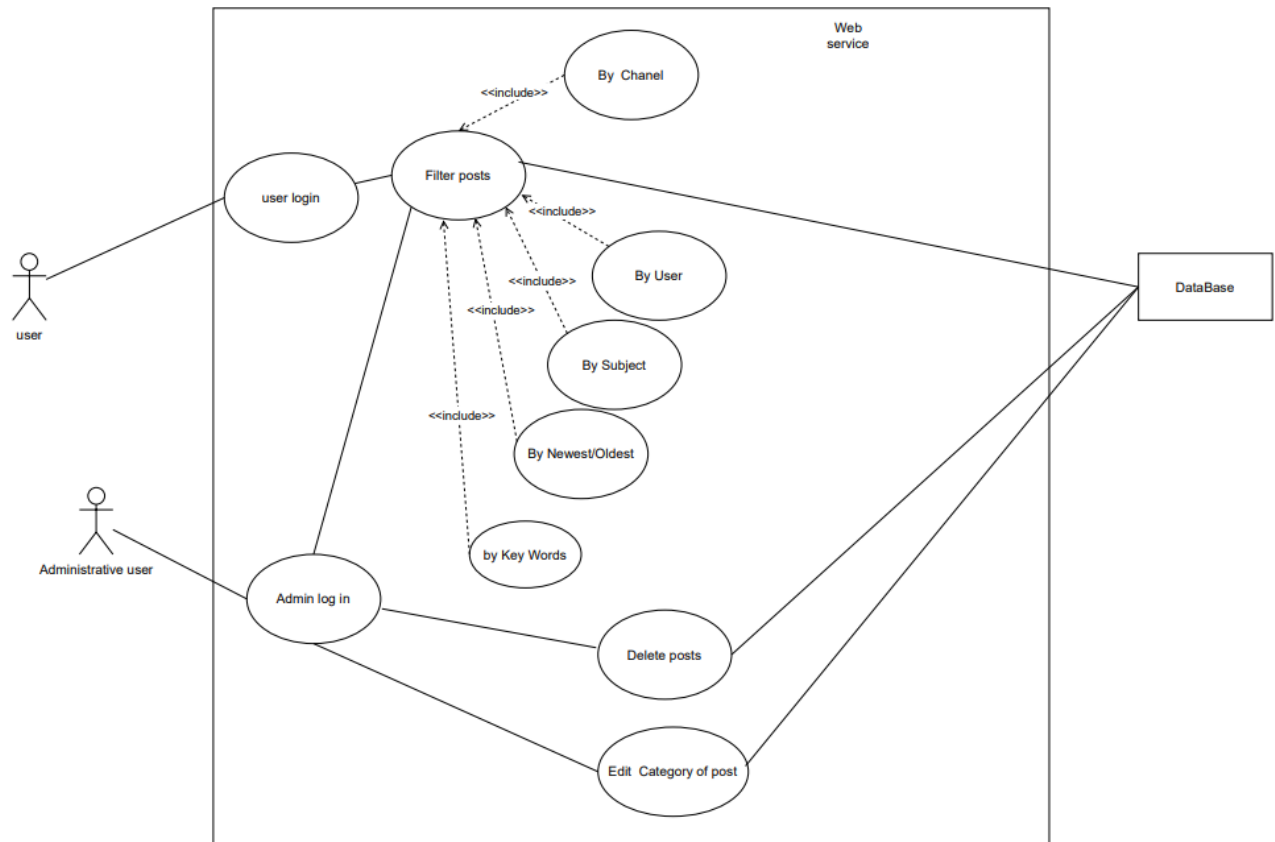 Web
service
By  Chanel
<<include>>
Filter posts
user login
<<include>>
By User
DataBase
<<include>>
<<include>>
user
By Subject
<<include>>
By Newest/Oldest
by Key Words
Administrative user
Admin log in
Delete posts
Edit  Category of post